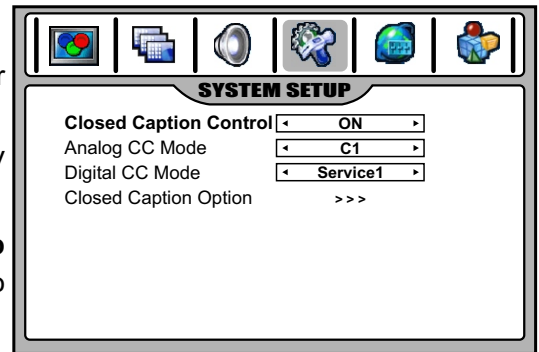 SYSTEM SETUP
Closed Caption Control ◂ ON ▸
Analog CC Mode ◂ C1 ▸
Digital CC Mode ◂ Service1 ▸
Closed Caption Option >>>